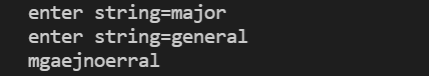 enter string=major
enter string=general
mgaejnoerral